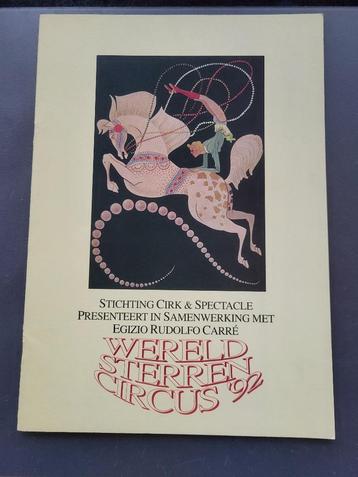 STICHTING CIRK & SPECTACLE
PRESENTEERT IN SAMENWERKING MET
EGIZIO RUDOLFO CARRÉ
WERELD
STERREN
CIRCUS '92